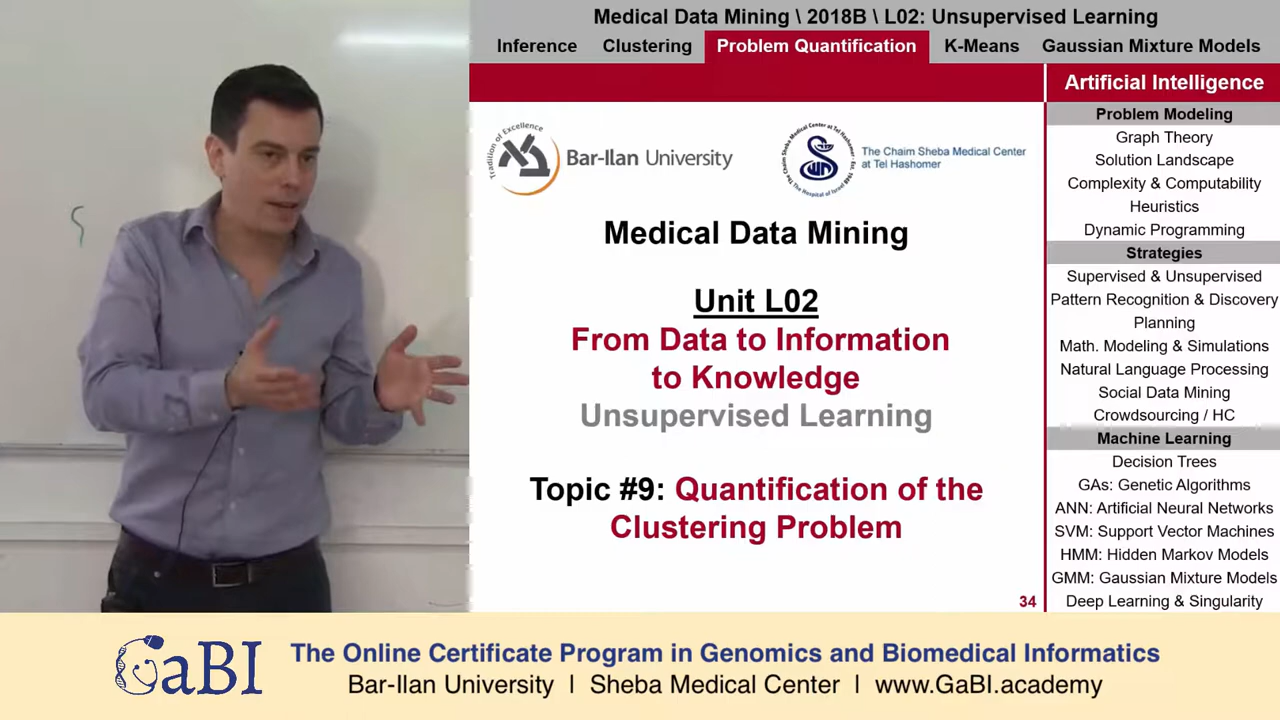 Medical Data Mining \ 2018B \ L02: Unsupervised Learning
Inference Clustering Problem Quantification K-Means Gaussian Mixture Models
Artificial Intelligence
Tradition of Excellence
Bar-Ilan University
The Chaim Sheba Medical Center
at Tel Hashomer
Medical Data Mining
Unit L02
From Data to Information
to Knowledge
Unsupervised Learning
Topic #9: Quantification of the
Clustering Problem
34
Problem Modeling
Graph Theory
Solution Landscape
Complexity & Computability
Heuristics
Dynamic Programming
Strategies
Supervised & Unsupervised
Pattern Recognition & Discovery
Planning
Math. Modeling & Simulations
Natural Language Processing
Social Data Mining
Crowdsourcing / HC
Machine Learning
Decision Trees
GAs: Genetic Algorithms
ANN: Artificial Neural Networks
SVM: Support Vector Machines
HMM: Hidden Markov Models
GMM: Gaussian Mixture Models
Deep Learning & Singularity
GaBI
The Online Certificate Program in Genomics and Biomedical Informatics
Bar-Ilan University | Sheba Medical Center | www.GaBI.academy